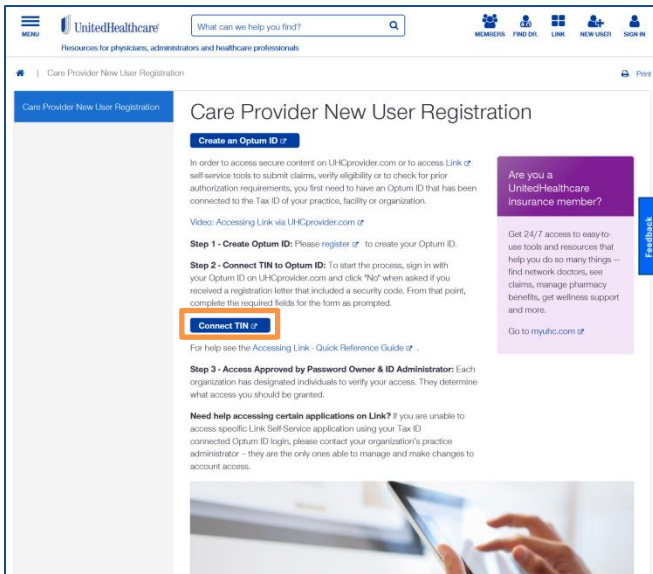 MENU
UnitedHealthcare
What can we help you find?
MEMBERS
FIND DR.
LINK
NEW USER
SIGN IN
Resources for physicians, administrators and healthcare professionals
| Care Provider New User Registration
Print
Care Provider New User Registration
Care Provider New User Registration
Create an Optum ID
In order to access secure content on UHCprovider.com or to access Link
self-service tools to submit claims, verify eligibility or to check for prior
authorization requirements, you first need to have an Optum ID that has been
connected to the Tax ID of your practice, facility or organization.
Video: Accessing Link via UHCprovider.com
Step 1 - Create Optum ID: Please register to create your Optum ID.
Step 2 - Connect TIN to Optum ID: To start the process, sign in with
your Optum ID on UHCprovider.com and click "No" when asked if you
received a registration letter that included a security code. From that point,
complete the required fields for the form as prompted.
Connect TIN
For help see the Accessing Link - Quick Reference Guide .
Step 3 - Access Approved by Password Owner & ID Administrator: Each
organization has designated individuals to verify your access. They determine
what access you should be granted.
Need help accessing certain applications on Link? If you are unable to
access specific Link Self-Service application using your Tax ID
connected Optum ID login, please contact your organization's practice
administrator – they are the only ones able to manage and make changes to
account access.
Are you a
UnitedHealthcare
insurance member?
Get 24/7 access to easy-to-
use tools and resources that
help you do so many things —
find network doctors, see
claims, manage pharmacy
benefits, get wellness support
and more.
Go to myuhc.com
Feedback